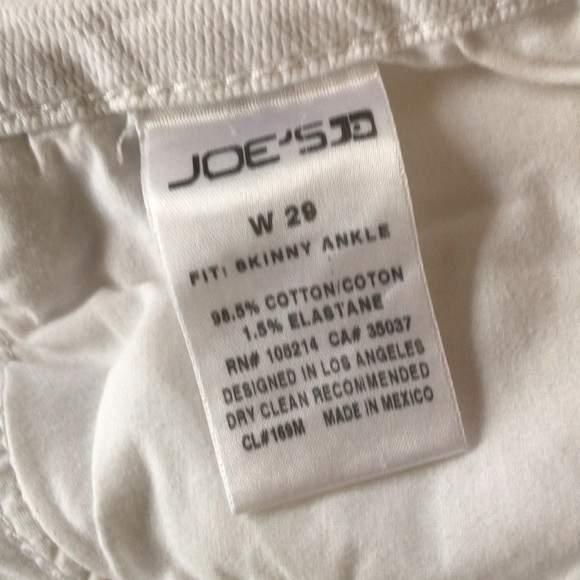 JOE'S JD
W 29
FIT: SKINNY ANKLE
98.5% COTTON/COTON
1.5% ELASTANE
RN# 108214 CA# 35037
DESIGNED IN LOS ANGELES
DRY CLEAN RECOMMENDED
CL#169M MADE IN MEXICO